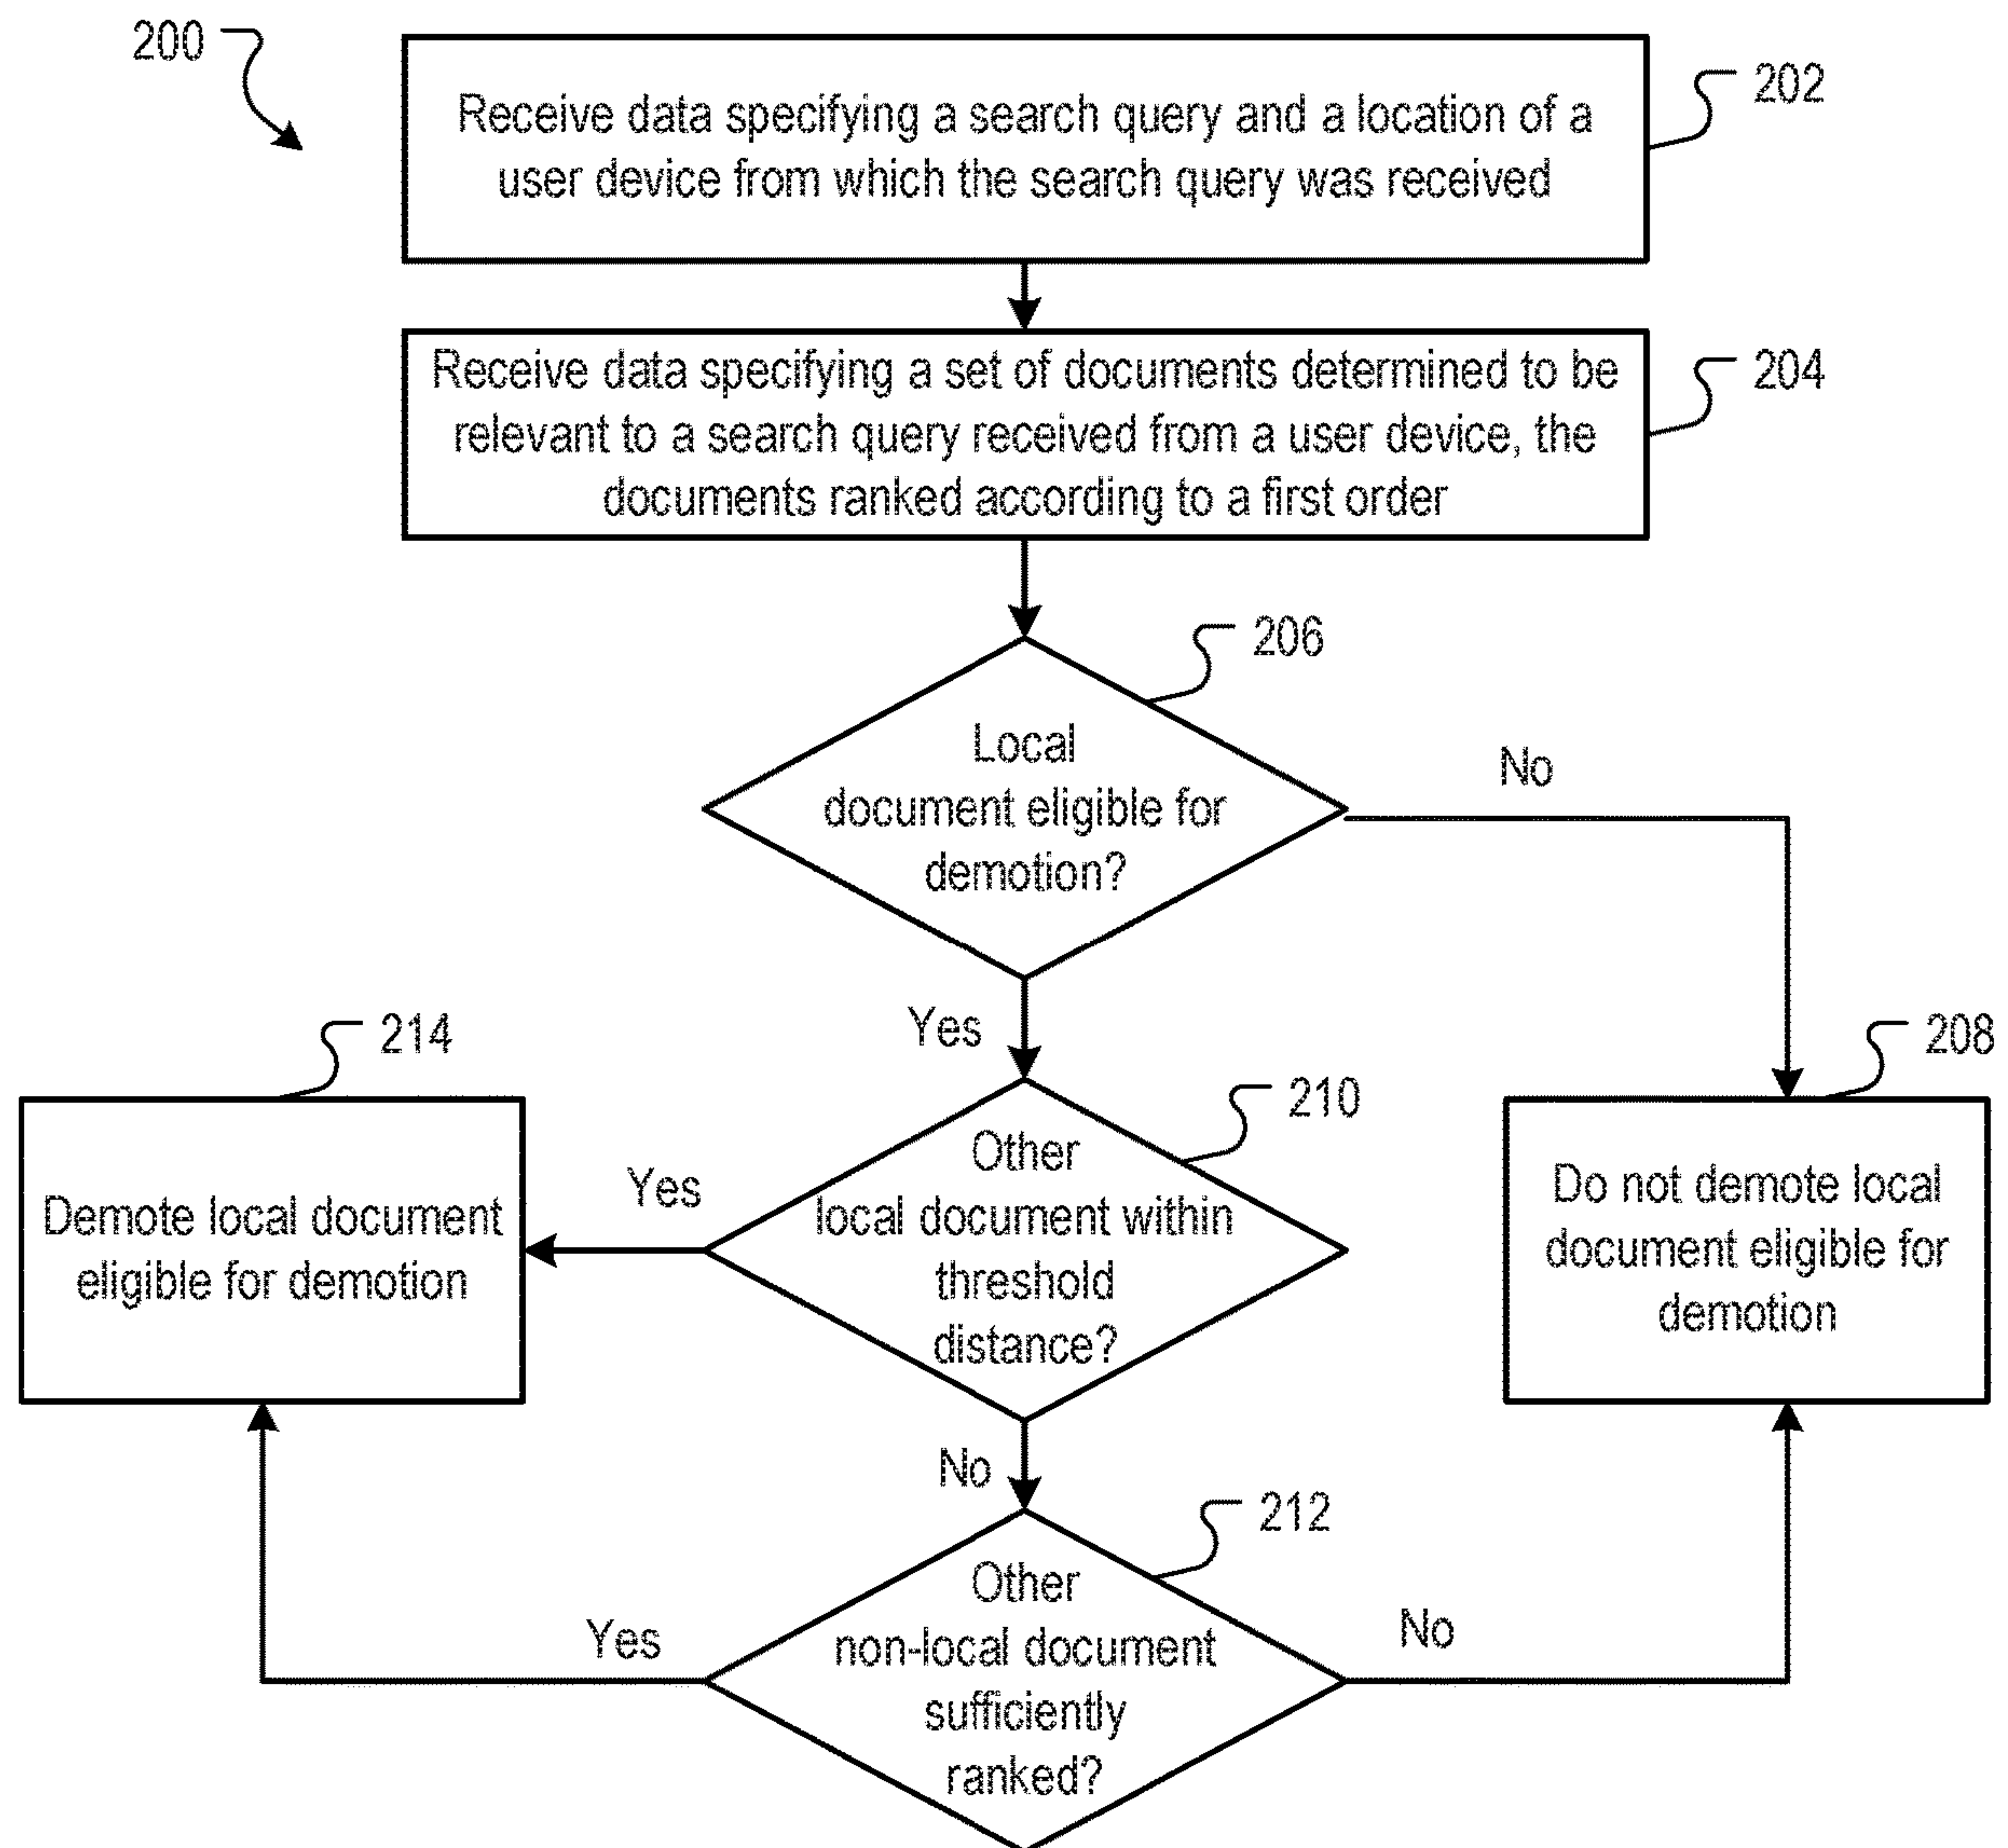 200
Receive data specifying a search query and a location of a
user device from which the search query was received
202
Receive data specifying a set of documents determined to be
relevant to a search query received from a user device, the
documents ranked according to a first order
204
206
Local
document eligible for
demotion?
No
Yes
214
208
Demote local document
eligible for demotion
Yes
210
Other
local document within
threshold
distance?
Do not demote local
document eligible for
demotion
No
212
Other
non-local document
sufficiently
ranked?
Yes
No